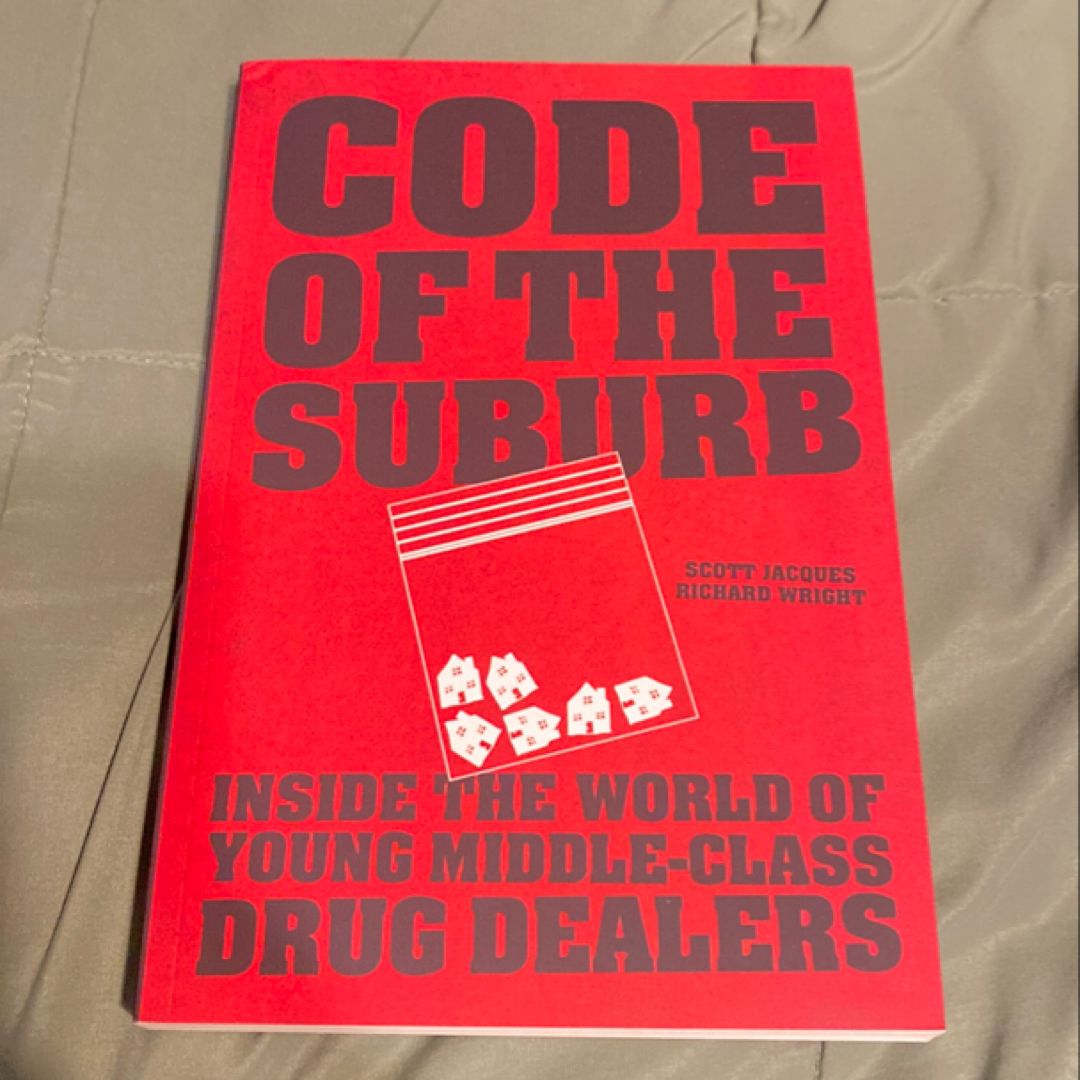 CODE
OF THE
SUBURB
SCOTT JACQUES
RICHARD WRIGHT
INSIDE THE WORLD OF
YOUNG MIDDLE-CLASS
DRUG DEALERS